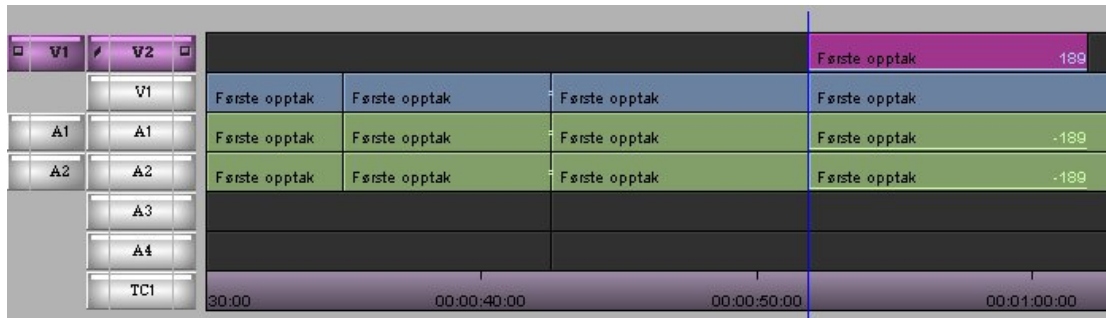 V1 V2 Første opptak 189
V1 Første opptak Første opptak Første opptak Første opptak
A1 A1 Første opptak Første opptak Første opptak Første opptak -189
A2 A2 Første opptak Første opptak Første opptak Første opptak -189
A3
A4
TC1 30:00 00:00:40:00 00:00:50:00 00:01:00:00